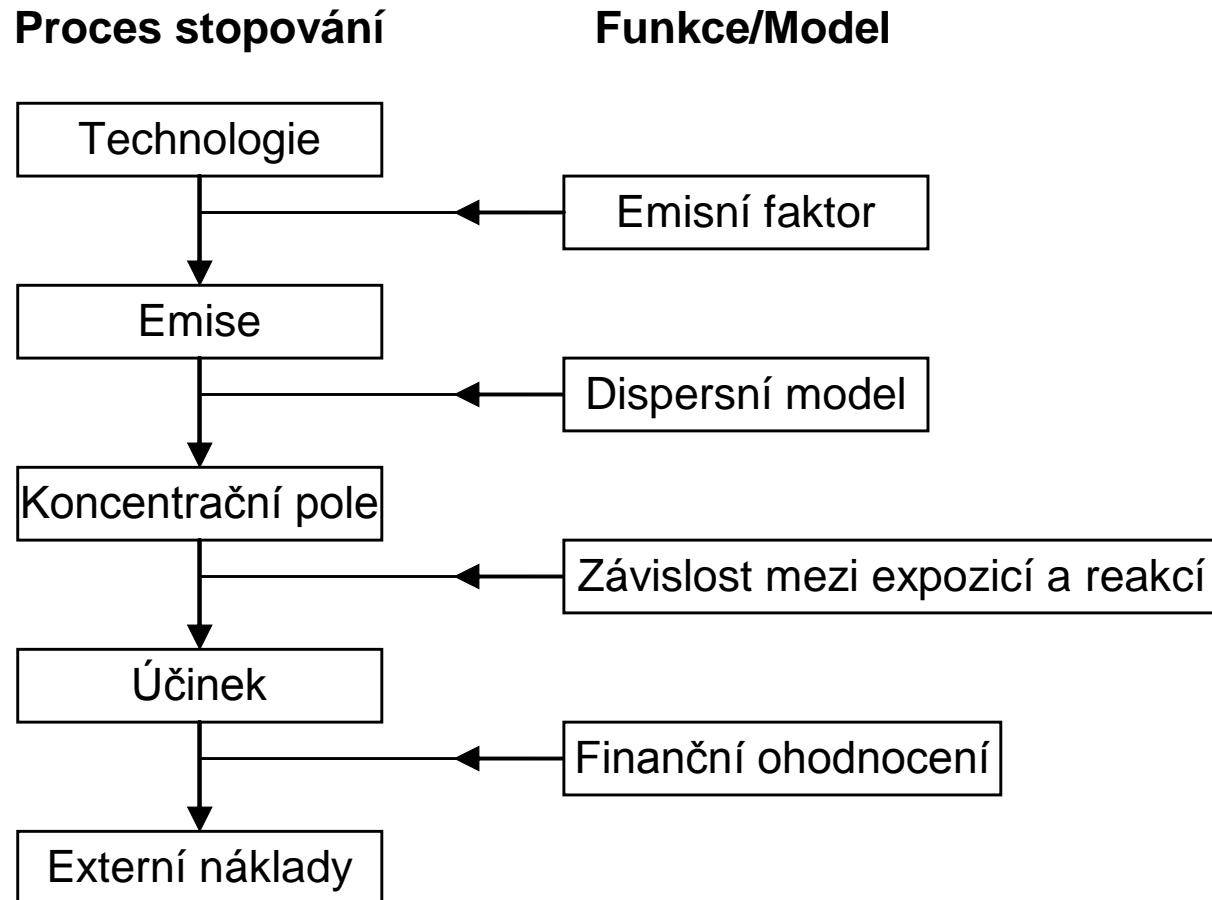 Proces stopování
Funkce/Model
Technologie
Emisní faktor
Emise
Dispersní model
Koncentrační pole
Závislost mezi expozicí a reakcí
Účinek
Finanční ohodnocení
Externí náklady